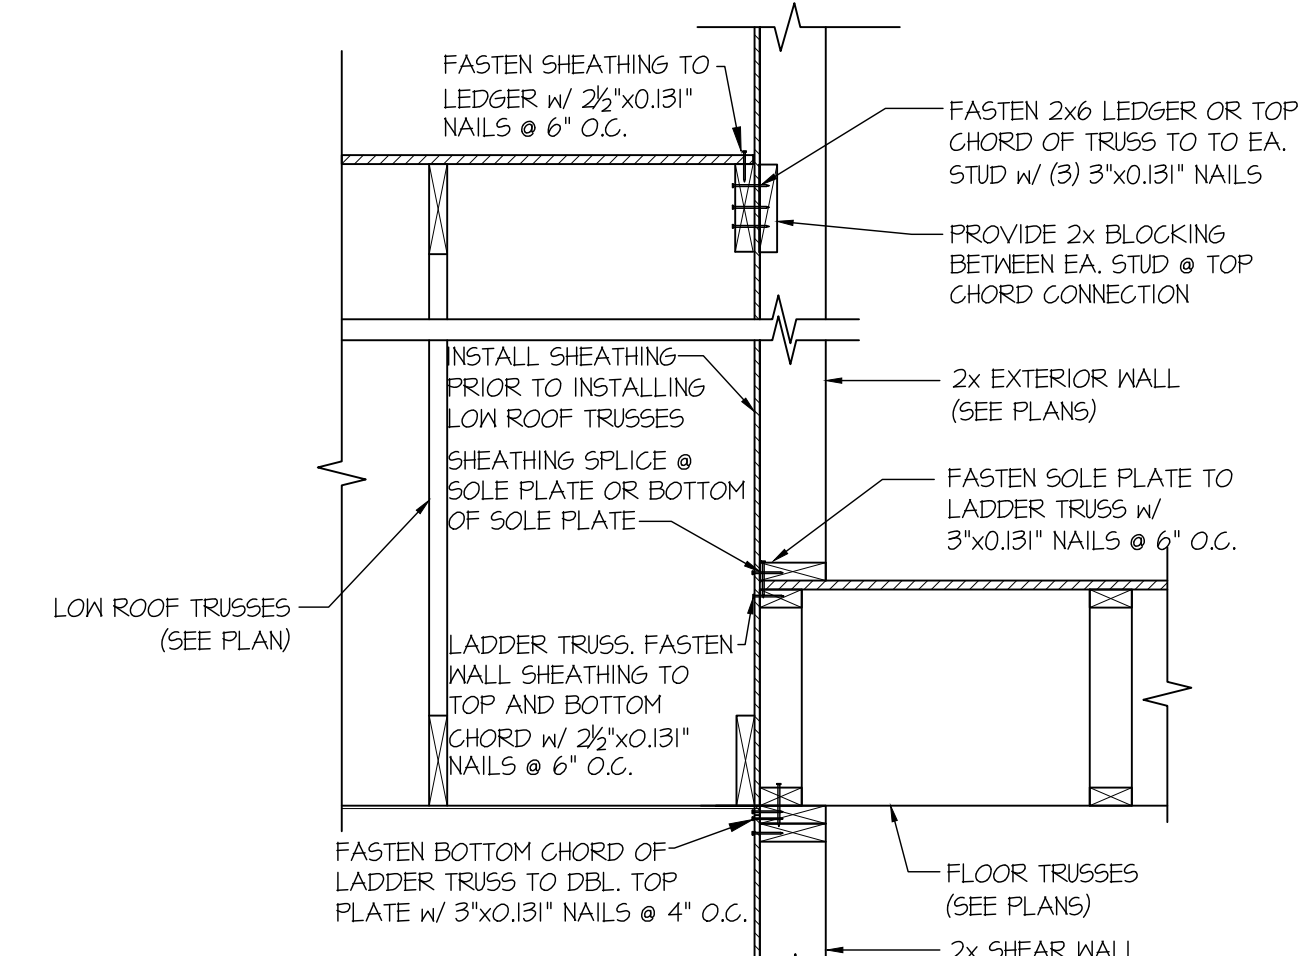 FASTEN SHEATHING TO
LEDGER w/ 2½"x0.131"
NAILS @ 6" O.C.
FASTEN 2x6 LEDGER OR TOP
CHORD OF TRUSS TO TO EA.
STUD w/ (3) 3"x0.131" NAILS
PROVIDE 2x BLOCKING
BETWEEN EA. STUD @ TOP
CHORD CONNECTION
INSTALL SHEATHING
PRIOR TO INSTALLING
LOW ROOF TRUSSES
2x EXTERIOR WALL
(SEE PLANS)
SHEATHING SPLICE @
SOLE PLATE OR BOTTOM
OF SOLE PLATE
FASTEN SOLE PLATE TO
LADDER TRUSS w/
3"x0.131" NAILS @ 6" O.C.
LOW ROOF TRUSSES
(SEE PLAN)
LADDER TRUSS. FASTEN
WALL SHEATHING TO
TOP AND BOTTOM
CHORD w/ 2½"x0.131"
NAILS @ 6" O.C.
FASTEN BOTTOM CHORD OF
LADDER TRUSS TO DBL. TOP
PLATE w/ 3"x0.131" NAILS @ 4" O.C.
FLOOR TRUSSES
(SEE PLANS)
2x SHEAR WALL